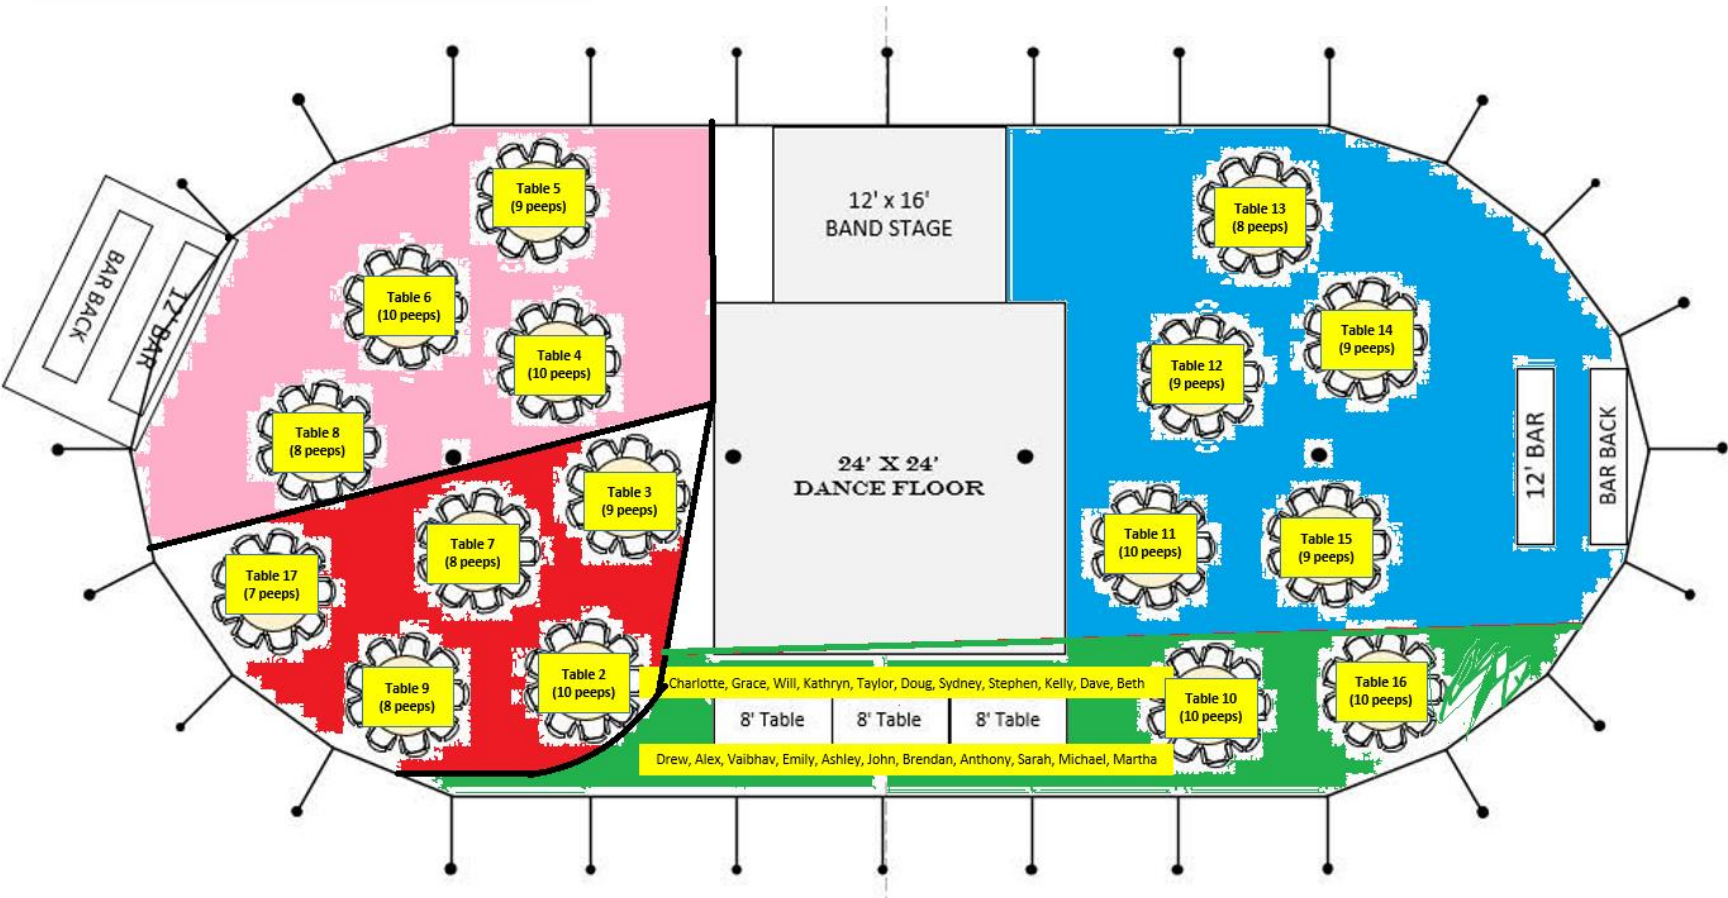 Table 5
(9 peeps)
12' x 16'
BAND STAGE
Table 13
(8 peeps)
Table 6
(10 peeps)
BAR BACK
12' BAR
Table 4
(10 peeps)
Table 14
(9 peeps)
Table 12
(9 peeps)
Table 8
(8 peeps)
12' BAR
BAR BACK
24' X 24'
DANCE FLOOR
Table 3
(9 peeps)
Table 7
(8 peeps)
Table 11
(10 peeps)
Table 15
(9 peeps)
Table 17
(7 peeps)
Table 2
(10 peeps)
Table 9
(8 peeps)
Charlotte, Grace, Will, Kathryn, Taylor, Doug, Sydney, Stephen, Kelly, Dave, Beth
Table 10
(10 peeps)
Table 16
(10 peeps)
8' Table
8' Table
8' Table
Drew, Alex, Vaibhav, Emily, Ashley, John, Brendan, Anthony, Sarah, Michael, Martha